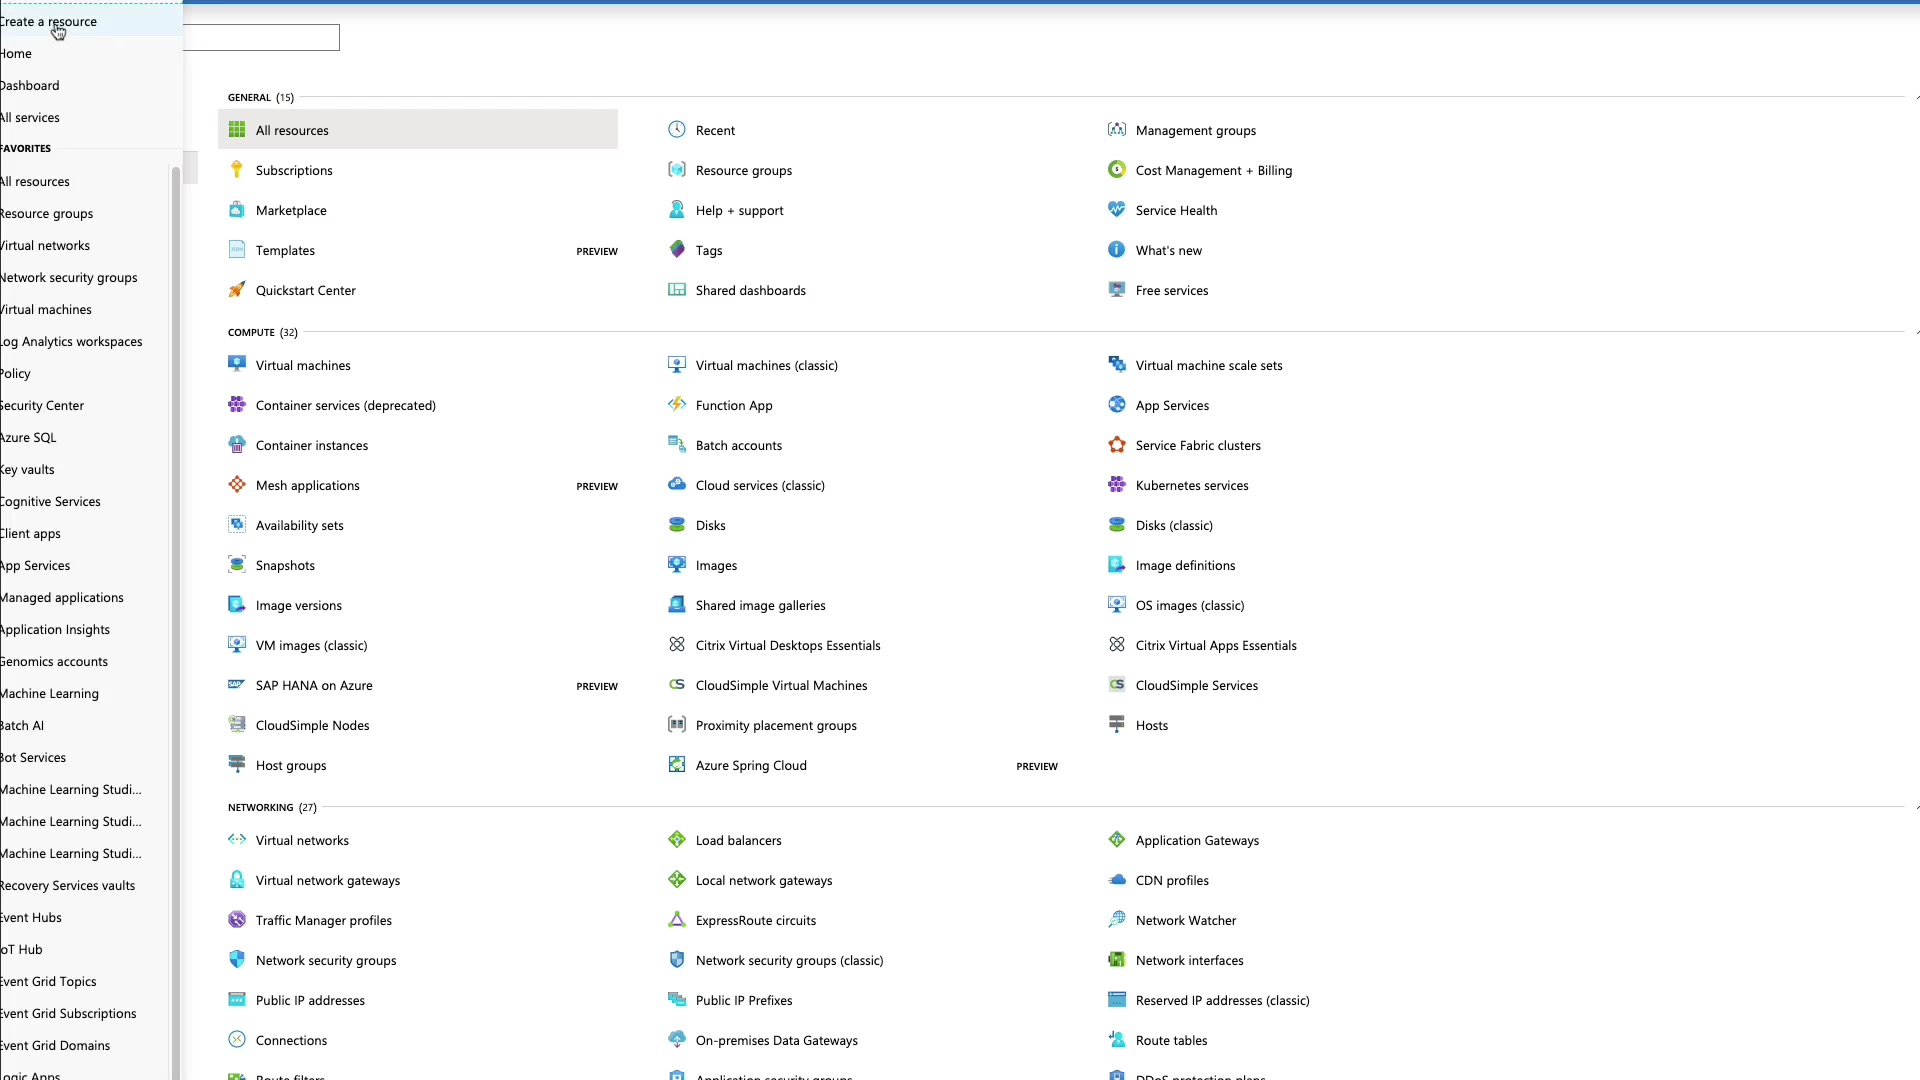 Create a resource
Home
Dashboard
All services
FAVORITES
All resources
Resource groups
Virtual networks
Network security groups
Virtual machines
Log Analytics workspaces
Policy
Security Center
Azure SQL
Key vaults
Cognitive Services
Client apps
App Services
Managed applications
Application Insights
Genomics accounts
Machine Learning
Batch AI
Bot Services
Machine Learning Studi...
Machine Learning Studi...
Machine Learning Studi...
Recovery Services vaults
Event Hubs
IoT Hub
Event Grid Topics
Event Grid Subscriptions
Event Grid Domains
Logic Apps
GENERAL (15)
All resources
Recent
Management groups
Subscriptions
Resource groups
Cost Management + Billing
Marketplace
Help + support
Service Health
Templates PREVIEW
Tags
What's new
Quickstart Center
Shared dashboards
Free services
COMPUTE (32)
Virtual machines
Virtual machines (classic)
Virtual machine scale sets
Container services (deprecated)
Function App
App Services
Container instances
Batch accounts
Service Fabric clusters
Mesh applications PREVIEW
Cloud services (classic)
Kubernetes services
Availability sets
Disks
Disks (classic)
Snapshots
Images
Image definitions
Image versions
Shared image galleries
OS images (classic)
VM images (classic)
Citrix Virtual Desktops Essentials
Citrix Virtual Apps Essentials
SAP HANA on Azure PREVIEW
CloudSimple Virtual Machines
CloudSimple Services
CloudSimple Nodes
Proximity placement groups
Hosts
Host groups
Azure Spring Cloud PREVIEW
NETWORKING (27)
Virtual networks
Load balancers
Application Gateways
Virtual network gateways
Local network gateways
CDN profiles
Traffic Manager profiles
ExpressRoute circuits
Network Watcher
Network security groups
Network security groups (classic)
Network interfaces
Public IP addresses
Public IP Prefixes
Reserved IP addresses (classic)
Connections
On-premises Data Gateways
Route tables
Route filters
Application security groups
DDoS protection plans